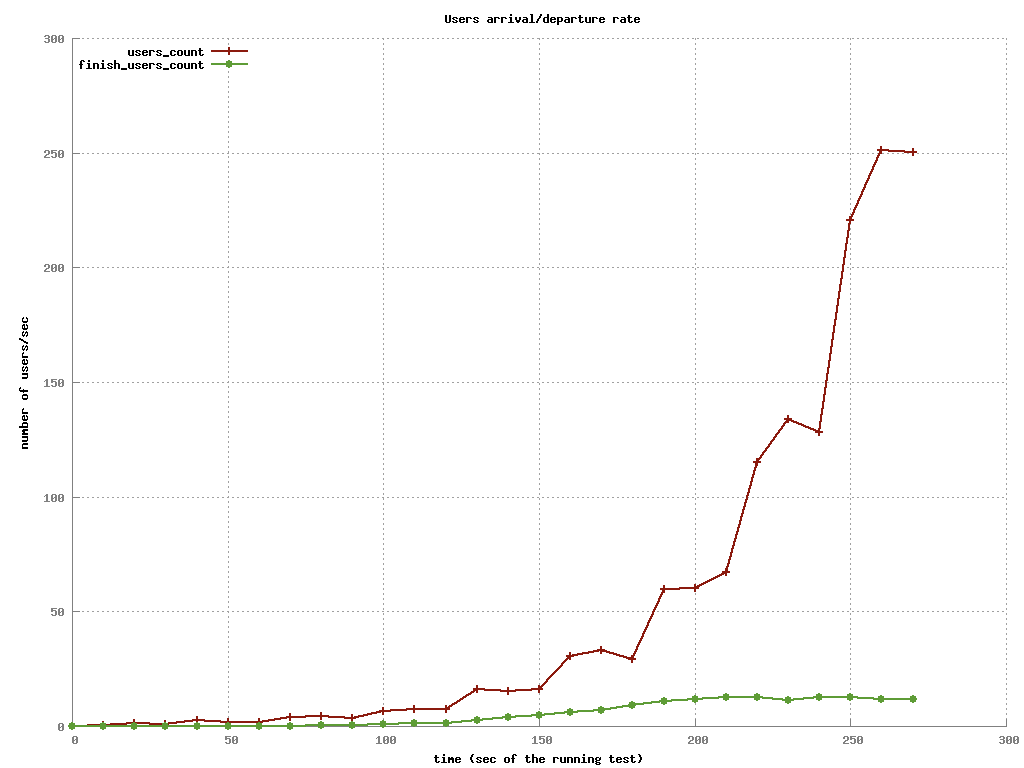 Users arrival/departure rate
300
users_count
finish_users_count
250
200
150
100
50
0
number of users/sec
0 50 100 150 200 250 300
time (sec of the running test)